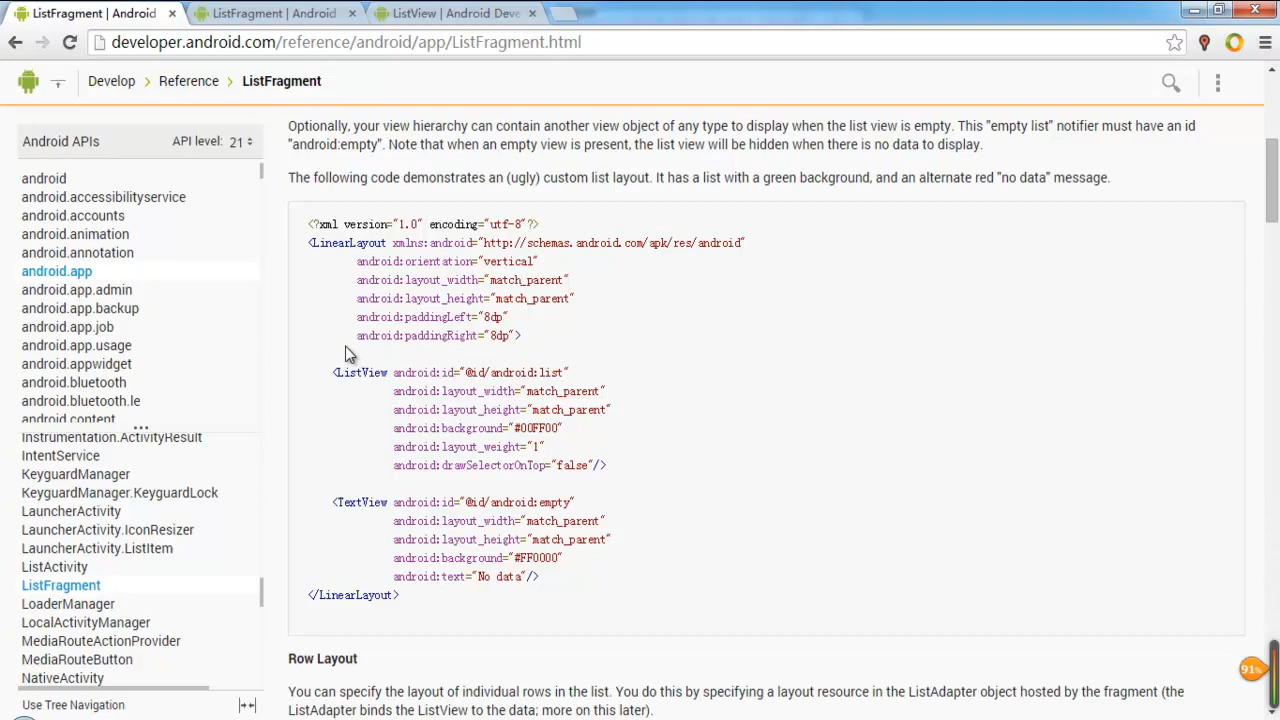 ListFragment | Android
ListFragment | Android
ListView | Android Deve
developer.android.com/reference/android/app/ListFragment.html
Develop > Reference > ListFragment
Android APIs API level: 21
android
android.accessibilityservice
android.accounts
android.animation
android.annotation
android.app
android.app.admin
android.app.backup
android.app.job
android.app.usage
android.appwidget
android.bluetooth
android.bluetooth.le
android.content
Instrumentation.ActivityResult
IntentService
KeyguardManager
KeyguardManager.KeyguardLock
LauncherActivity
LauncherActivity.IconResizer
LauncherActivity.ListItem
ListActivity
ListFragment
LoaderManager
LocalActivityManager
MediaRouteActionProvider
MediaRouteButton
NativeActivity
Use Tree Navigation
Optionally, your view hierarchy can contain another view object of any type to display when the list view is empty. This "empty list" notifier must have an id
"android:empty". Note that when an empty view is present, the list view will be hidden when there is no data to display.
The following code demonstrates an (ugly) custom list layout. It has a list with a green background, and an alternate red "no data" message.
<?xml version="1.0" encoding="utf-8"?>
<LinearLayout xmlns:android="http://schemas.android.com/apk/res/android"
android:orientation="vertical"
android:layout_width="match_parent"
android:layout_height="match_parent"
android:paddingLeft="8dp"
android:paddingRight="8dp">
<ListView android:id="@id/android:list"
android:layout_width="match_parent"
android:layout_height="match_parent"
android:background="#00FF00"
android:layout_weight="1"
android:drawSelectorOnTop="false"/>
<TextView android:id="@id/android:empty"
android:layout_width="match_parent"
android:layout_height="match_parent"
android:background="#FF0000"
android:text="No data"/>
</LinearLayout>
Row Layout
You can specify the layout of individual rows in the list. You do this by specifying a layout resource in the ListAdapter object hosted by the fragment (the
ListAdapter binds the ListView to the data; more on this later).
91%